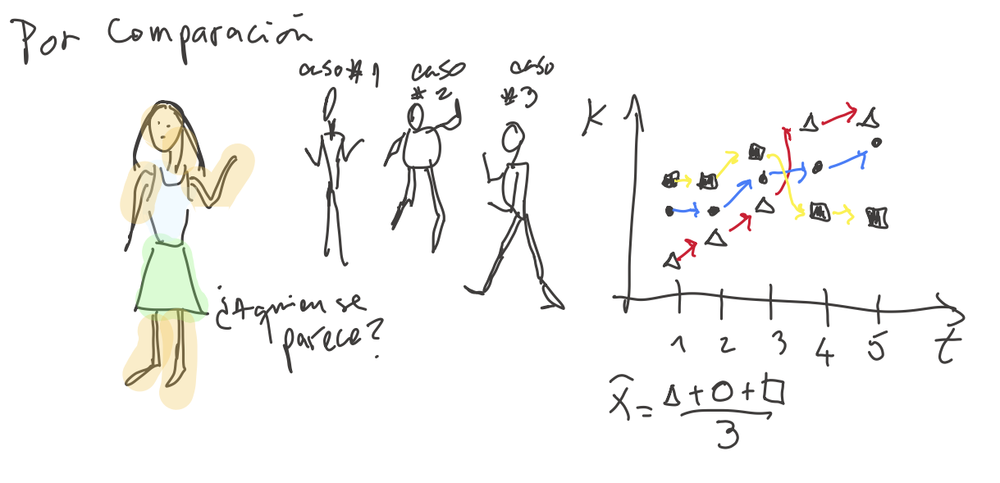 Por Comparación
caso #1
caso
#2
caso
#3
¿A quien se
parece?
K
1 2 3 4 5 t
x̂ = △ + O + □
3